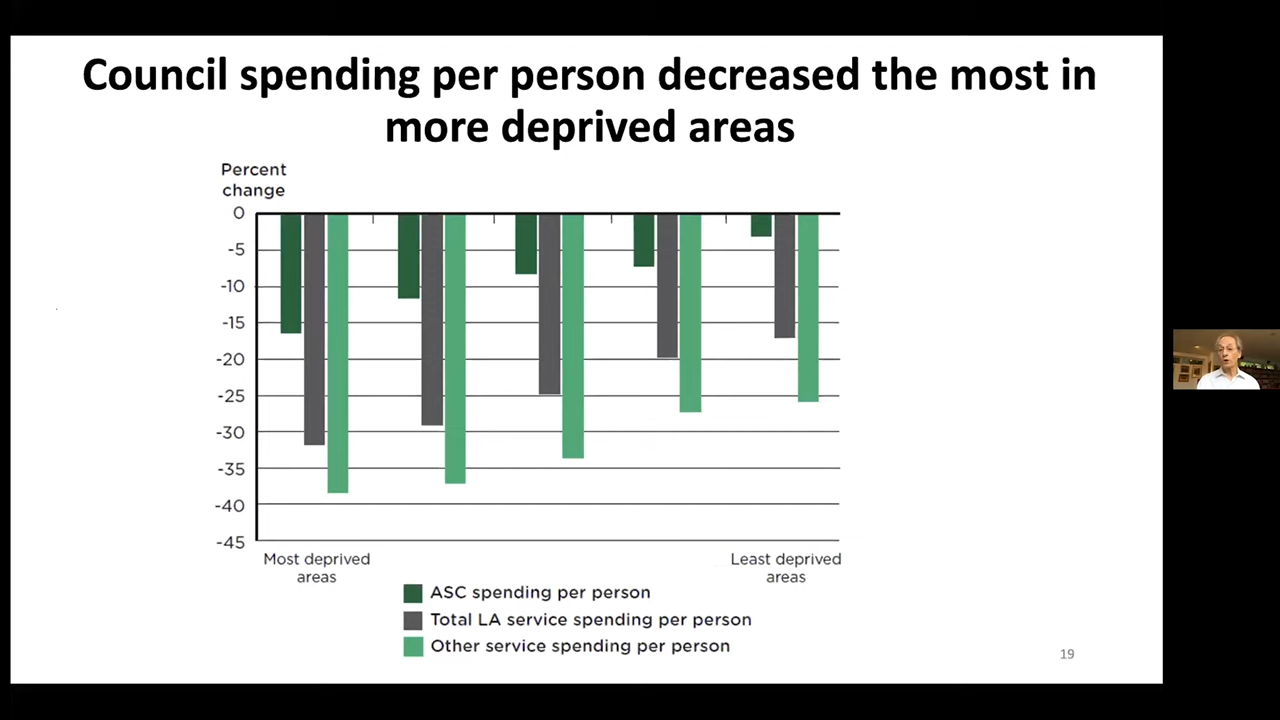 Council spending per person decreased the most in
more deprived areas
Percent
change
0
-5
-10
-15
-20
-25
-30
-35
-40
-45
Most deprived
areas
Least deprived
areas
ASC spending per person
Total LA service spending per person
Other service spending per person
19